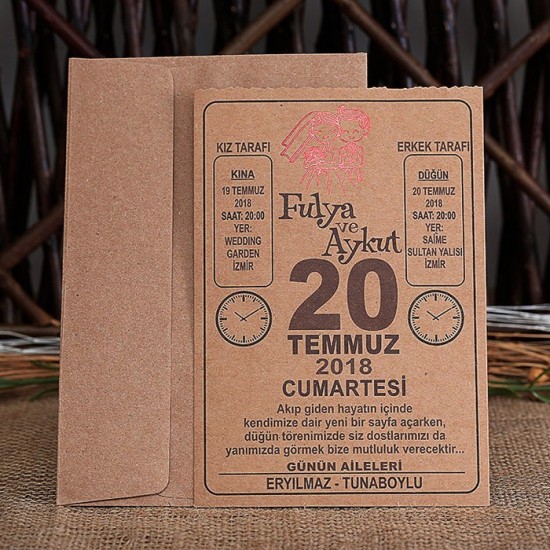 KIZ TARAFI
KINA
19 TEMMUZ
2018
SAAT: 20:00
YER:
WEDDING
GARDEN
İZMİR
ERKEK TARAFI
DÜĞÜN
20 TEMMUZ
2018
SAAT: 20:00
YER:
SAİME
SULTAN YALISI
İZMİR
Fulya
ve
Aykut
20
TEMMUZ
2018
CUMARTESİ
Akıp giden hayatın içinde
kendimize dair yeni bir sayfa açarken,
düğün törenimizde siz dostlarımızı da
yanımızda görmek bize mutluluk verecektir...
GÜNÜN AİLELERİ
ERYILMAZ - TUNABOYLU